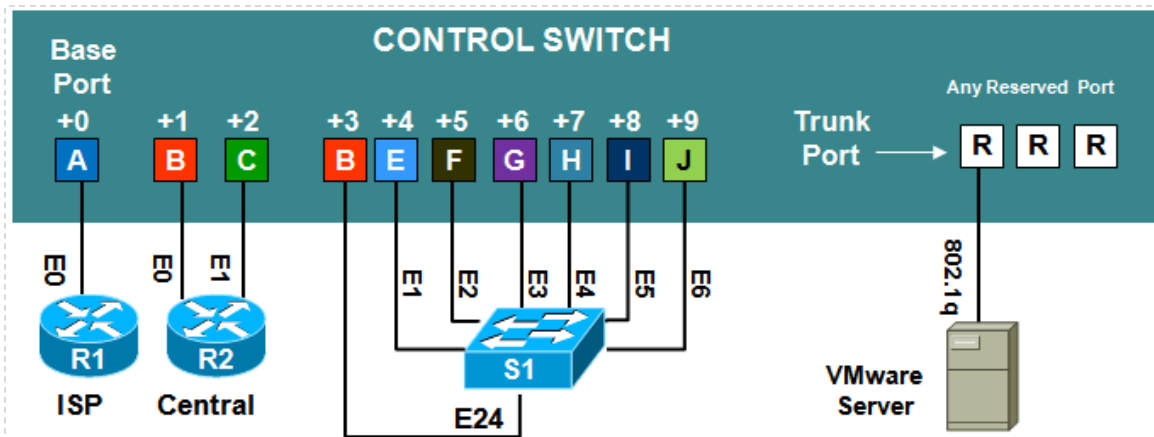 CONTROL SWITCH
Base
Port
Any Reserved Port
+0 +1 +2 +3 +4 +5 +6 +7 +8 +9
Trunk
Port
A B C B E F G H I J R R R
E0 E0 E1 E1 E2 E3 E4 E5 E6 802.1 q
R1 R2 S1
ISP Central E24
VMware
Server